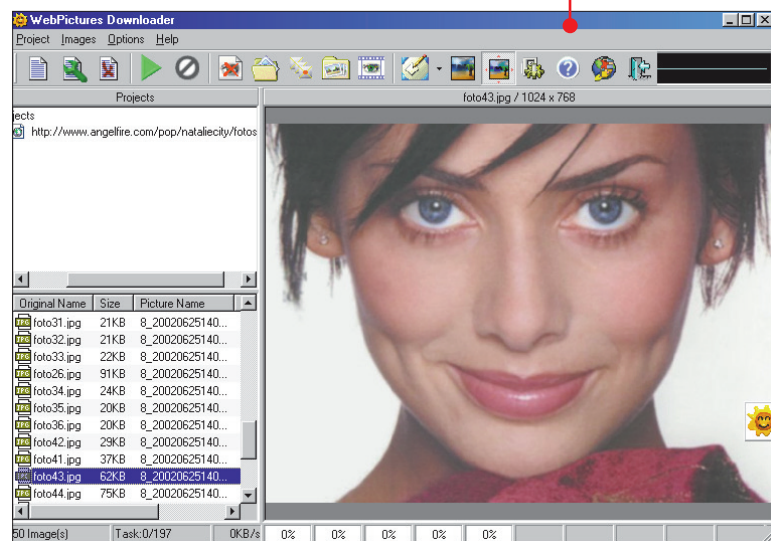 WebPictures Downloader
Project Images Options Help
Projects
foto43.jpg / 1024 x 768
jects
http://www.angelfire.com/pop/nataliecity/fotos
Original Name Size Picture Name
foto31.jpg 21KB 8_20020625140...
foto32.jpg 21KB 8_20020625140...
foto33.jpg 22KB 8_20020625140...
foto26.jpg 91KB 8_20020625140...
foto34.jpg 24KB 8_20020625140...
foto35.jpg 20KB 8_20020625140...
foto36.jpg 20KB 8_20020625140...
foto42.jpg 29KB 8_20020625140...
foto41.jpg 37KB 8_20020625140...
foto43.jpg 62KB 8_20020625140...
foto44.jpg 75KB 8_20020625140...
50 Image(s) Task:0/197 0KB/s 0% 0% 0% 0% 0%